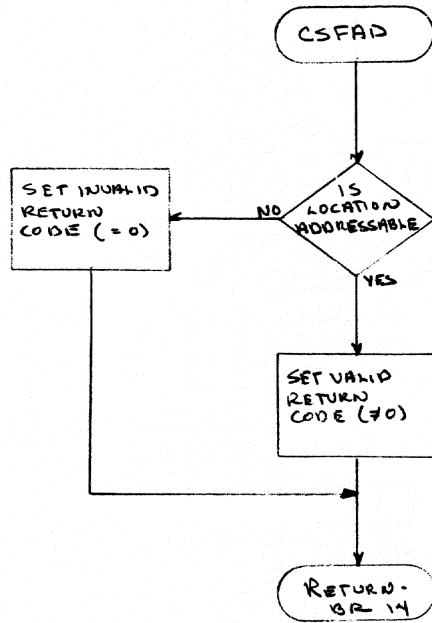 CSFAD
IS
LOCATION
ADDRESSABLE
NO
YES
SET INVALID
RETURN
CODE (= 0)
SET VALID
RETURN
CODE (≠0)
RETURN-
BR 14